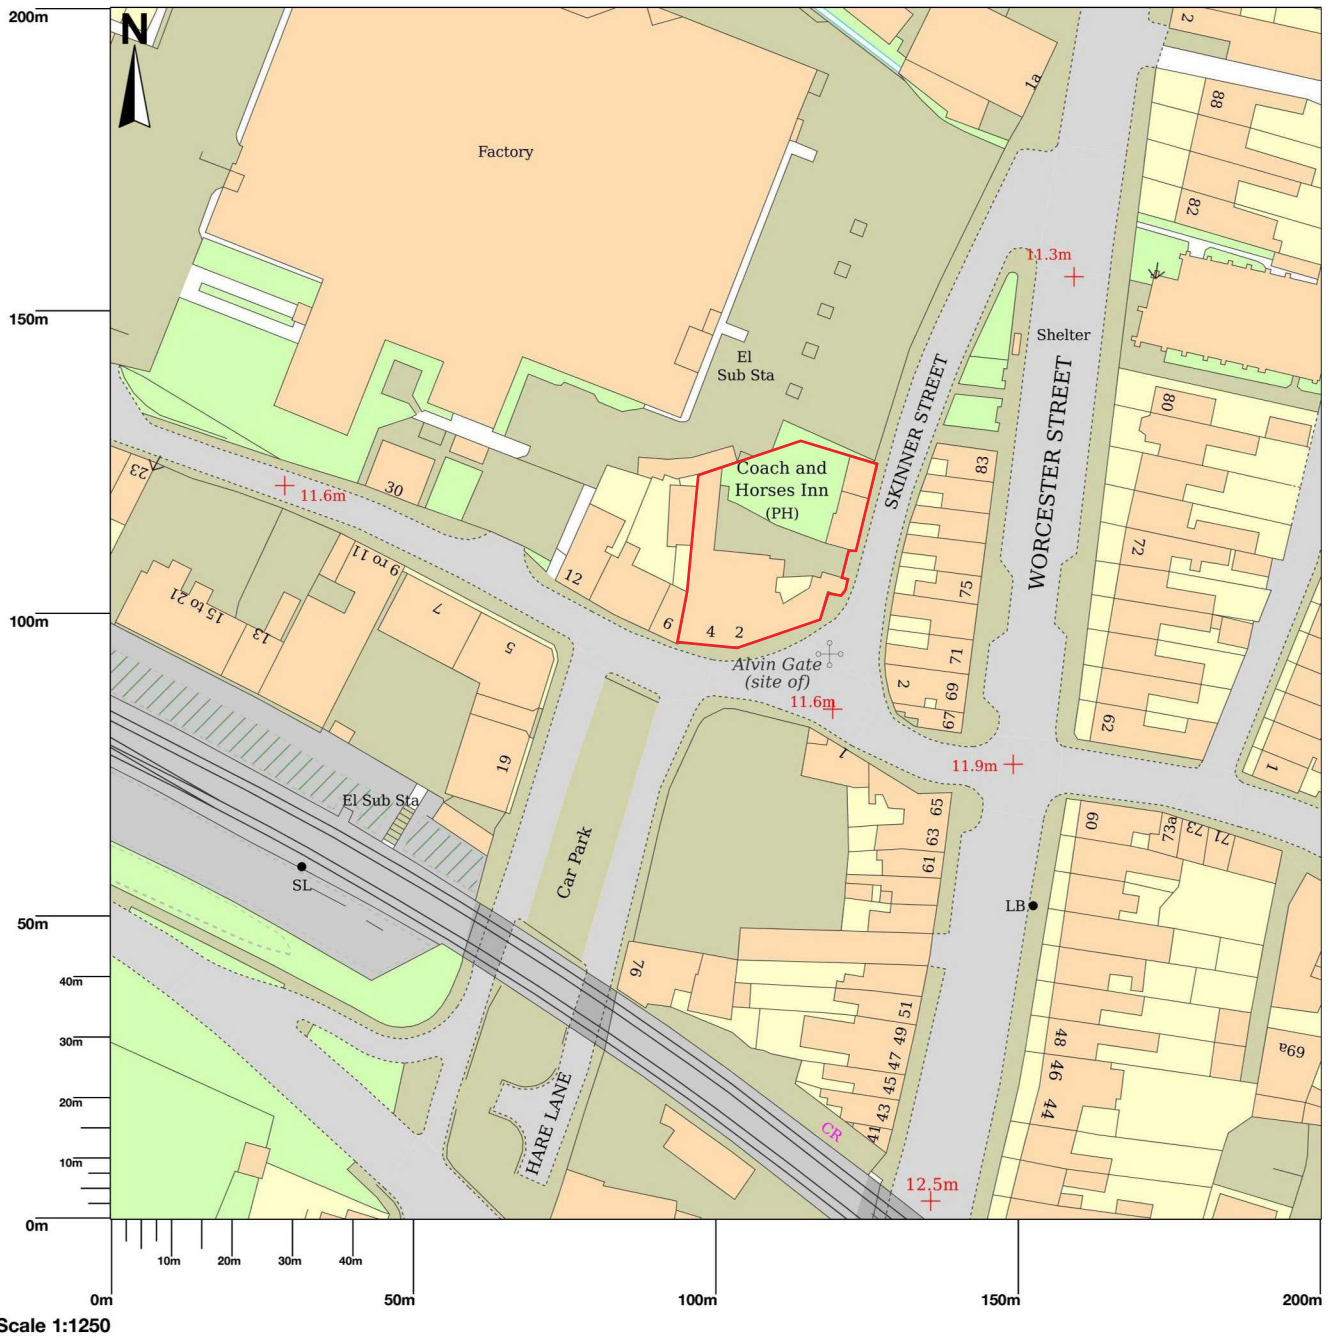 200m
N
2
1a
88
Factory
82
11.3m
150m
Shelter
El
Sub Sta
SKINNER STREET
WORCESTER STREET
80
83
Coach and
Horses Inn
(PH)
23
30
11.6m
72
9 to 11
12
75
15 to 21
7
100m
6
4
2
13
5
71
Alvin Gate
(site of)
2
69
11.6m
67
62
1
19
11.9m
1
El Sub Sta
65
60
73a
73
71
63
Car Park
61
SL
LB
50m
76
40m
51
49
48
69a
30m
47
46
45
HARE LANE
20m
43
44
CR
41
10m
12.5m
0m
10m
20m
30m
40m
0m
50m
100m
150m
200m
Scale 1:1250